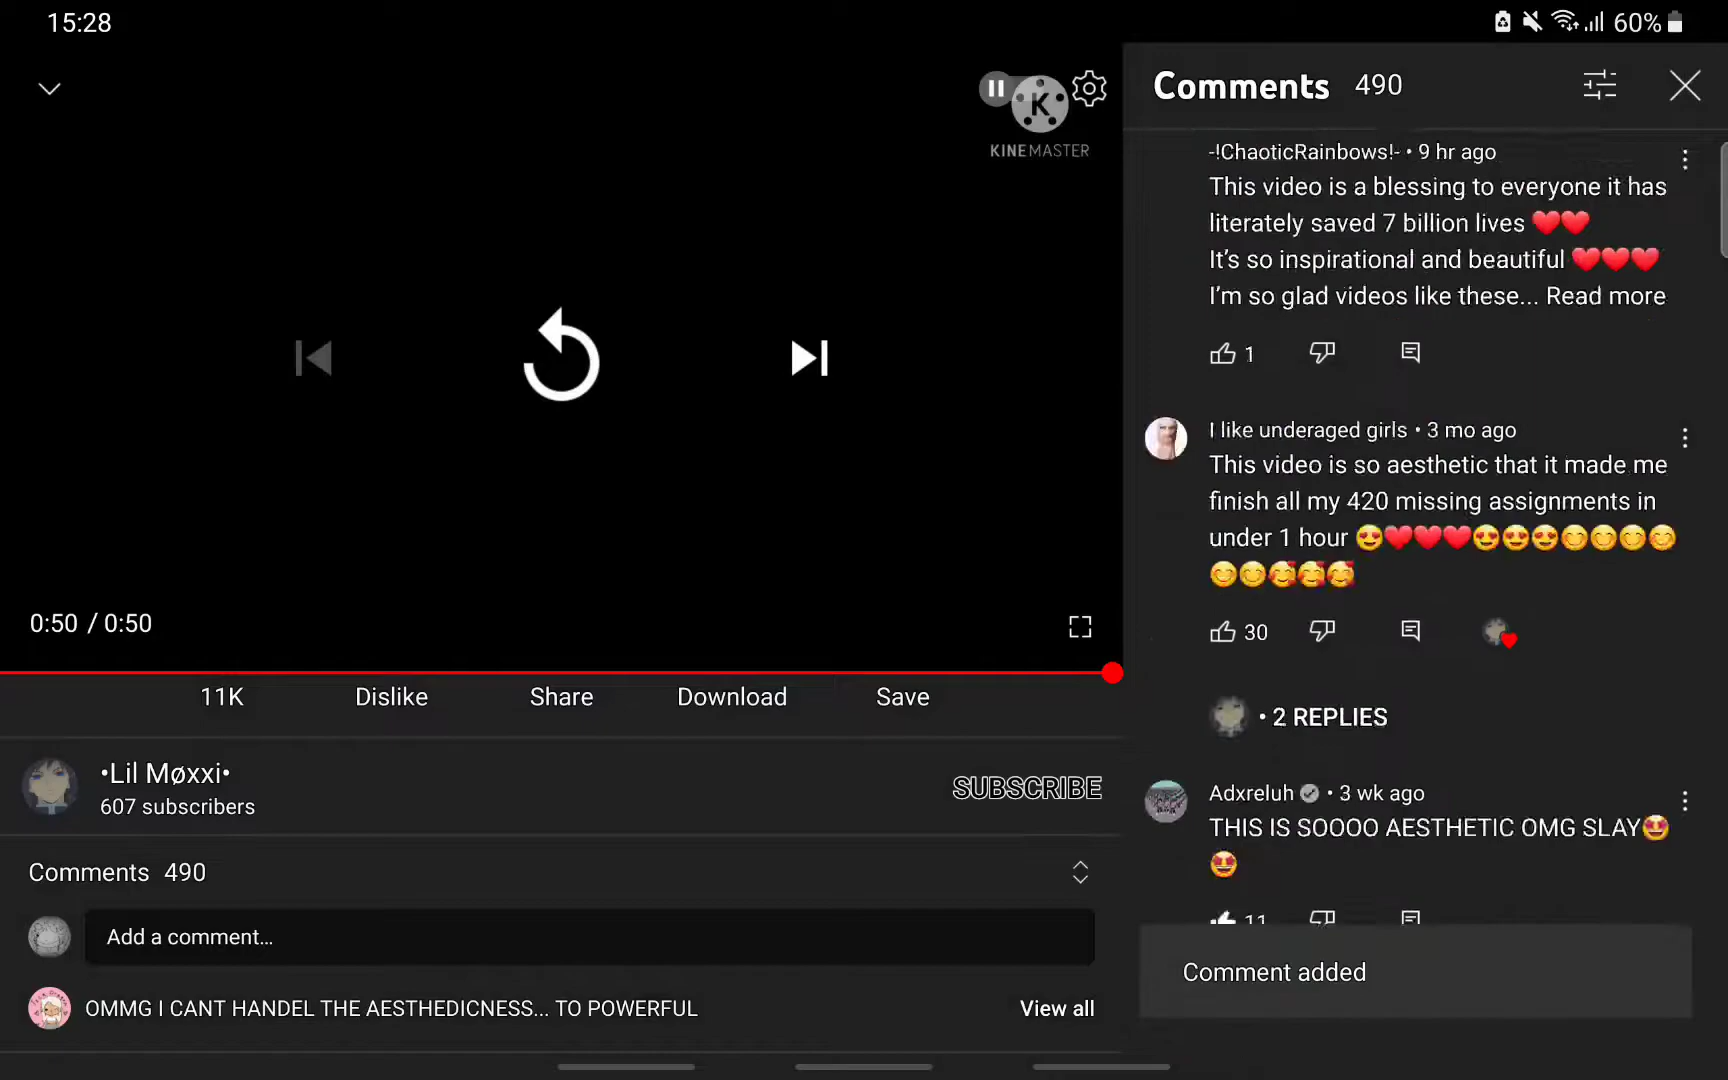 15:28
60%
KINEMASTER
0:50 / 0:50
11K
Dislike
Share
Download
Save
•Lil Møxxi•
607 subscribers
SUBSCRIBE
Comments 490
Add a comment...
OMMG I CANT HANDEL THE AESTHEDICNESS... TO POWERFUL
View all
Comments 490
-!ChaoticRainbows!- • 9 hr ago
This video is a blessing to everyone it has
literately saved 7 billion lives ❤️❤️
It's so inspirational and beautiful ❤️❤️❤️
I'm so glad videos like these... Read more
1
I like underaged girls • 3 mo ago
This video is so aesthetic that it made me
finish all my 420 missing assignments in
under 1 hour 😍❤️❤️❤️😍😍😍😊😊😊😊
😊😊🥰🥰🥰
30
• 2 REPLIES
Adxreluh • 3 wk ago
THIS IS SOOOO AESTHETIC OMG SLAY🤩
🤩
11
Comment added